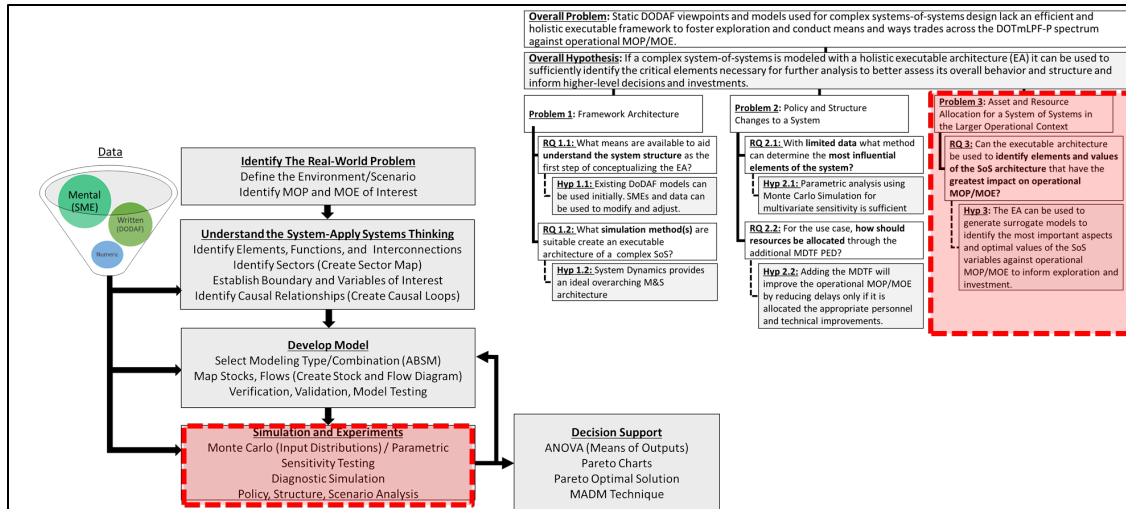 Overall Problem: Static DODAF viewpoints and models used for complex systems-of-systems design lack an efficient and
holistic executable framework to foster exploration and conduct means and ways trades across the DOTmLPF-P spectrum
against operational MOP/MOE.
Overall Hypothesis: If a complex system-of-systems is modeled with a holistic executable architecture (EA) it can be used to
sufficiently identify the critical elements necessary for further analysis to better assess its overall behavior and structure and
inform higher-level decisions and investments.
Problem 1: Framework Architecture
RQ 1.1: What means are available to aid
understand the system structure as the
first step of conceptualizing the EA?
Hyp 1.1: Existing DoDAF models can
be used initially. SMEs and data can
be used to modify and adjust.
RQ 1.2: What simulation method(s) are
suitable create an executable
architecture of a complex SoS?
Hyp 1.2: System Dynamics provides
an ideal overarching M&S
architecture
Problem 2: Policy and Structure
Changes to a System
RQ 2.1: With limited data what method
can determine the most influential
elements of the system?
Hyp 2.1: Parametric analysis using
Monte Carlo Simulation for
multivariate sensitivity is sufficient
RQ 2.2: For the use case, how should
resources be allocated through the
additional MDTF PED?
Hyp 2.2: Adding the MDTF will
improve the operational MOP/MOE
by reducing delays only if it is
allocated the appropriate personnel
and technical improvements.
Problem 3: Asset and Resource
Allocation for a System of Systems in
the Larger Operational Context
RQ 3: Can the executable architecture
be used to identify elements and values
of the SoS architecture that have the
greatest impact on operational
MOP/MOE?
Hyp 3: The EA can be used to
generate surrogate models to
identify the most important aspects
and optimal values of the SoS
variables against operational
MOP/MOE to inform exploration and
investment.
Data
Mental
(SME)
Written
(DODAF)
Numeric
Identify The Real-World Problem
Define the Environment/Scenario
Identify MOP and MOE of Interest
Understand the System-Apply Systems Thinking
Identify Elements, Functions, and Interconnections
Identify Sectors (Create Sector Map)
Establish Boundary and Variables of Interest
Identify Causal Relationships (Create Causal Loops)
Develop Model
Select Modeling Type/Combination (ABSM)
Map Stocks, Flows (Create Stock and Flow Diagram)
Verification, Validation, Model Testing
Simulation and Experiments
Monte Carlo (Input Distributions) / Parametric
Sensitivity Testing
Diagnostic Simulation
Policy, Structure, Scenario Analysis
Decision Support
ANOVA (Means of Outputs)
Pareto Charts
Pareto Optimal Solution
MADM Technique